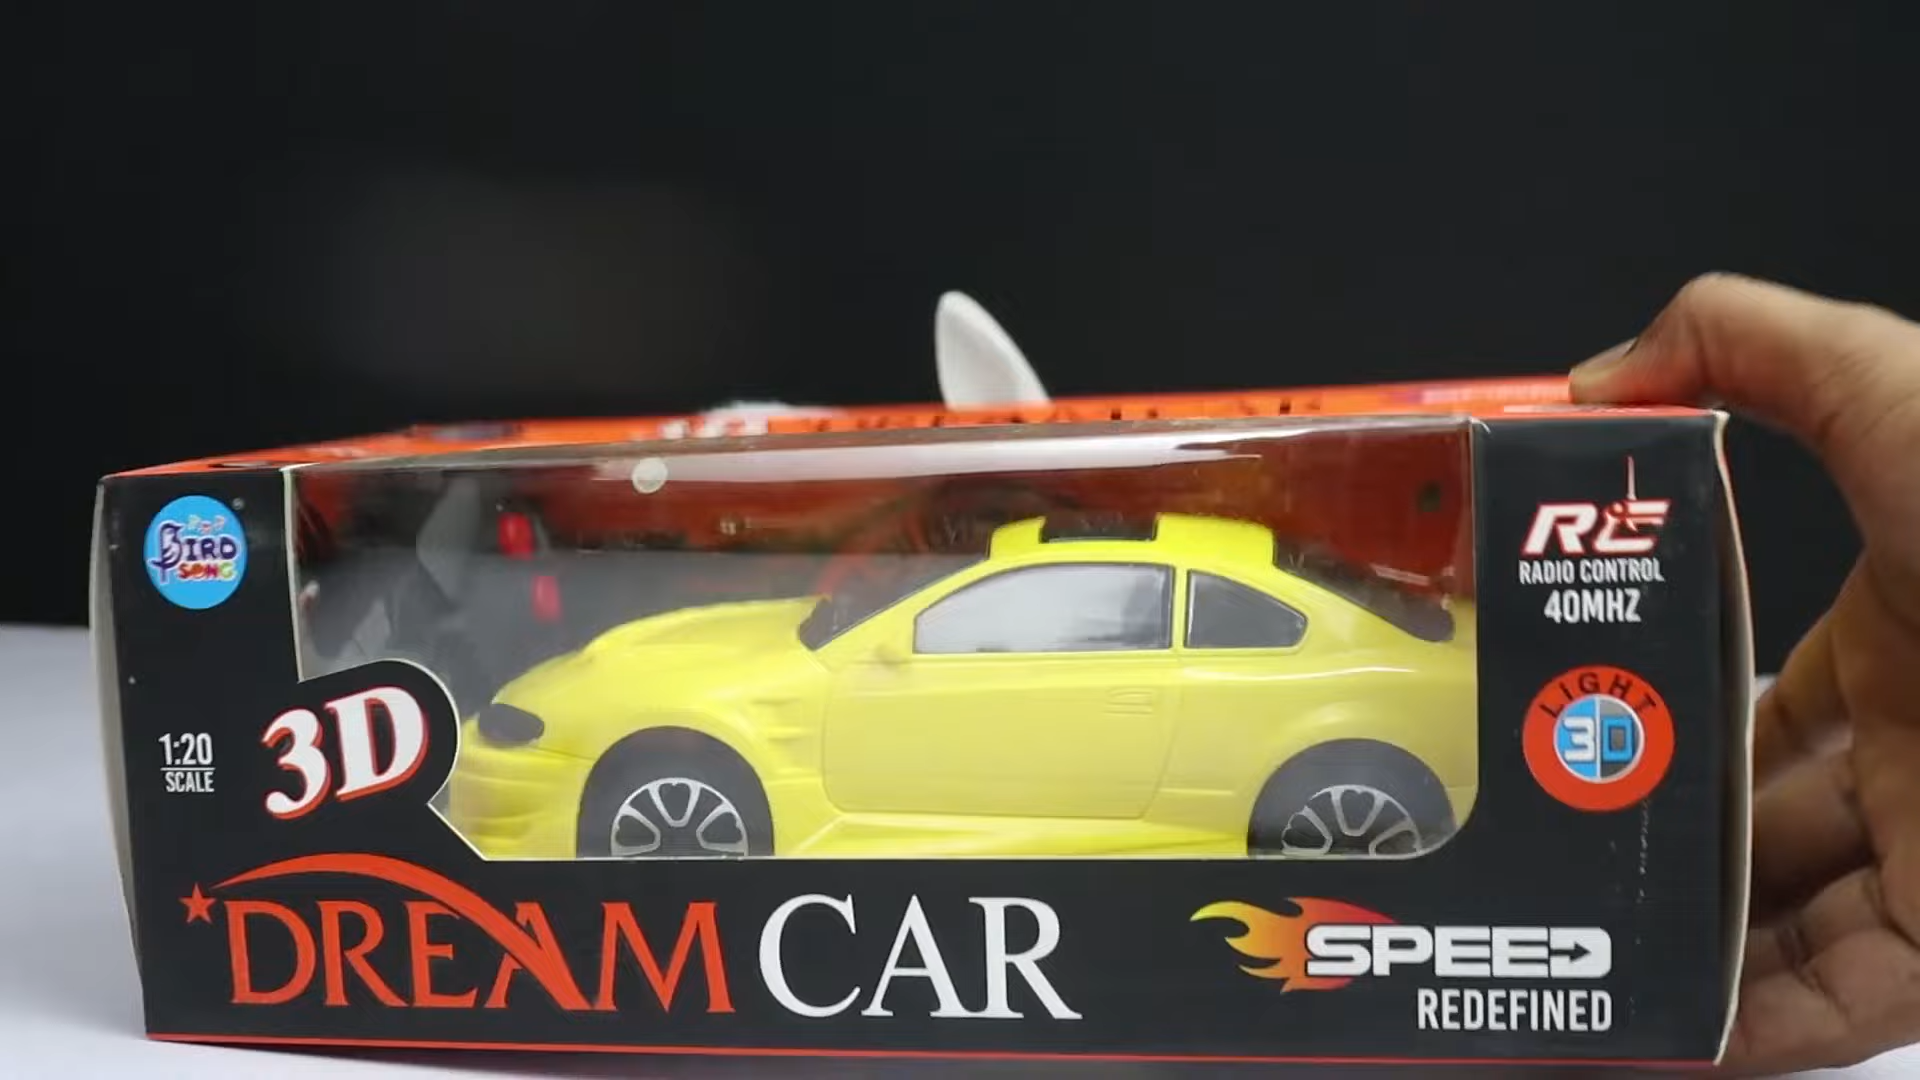 BIRD
SONG
RC
RADIO CONTROL
40MHZ
LIGHT
3D
1:20
SCALE
3D
DREAM CAR
SPEED
REDEFINED